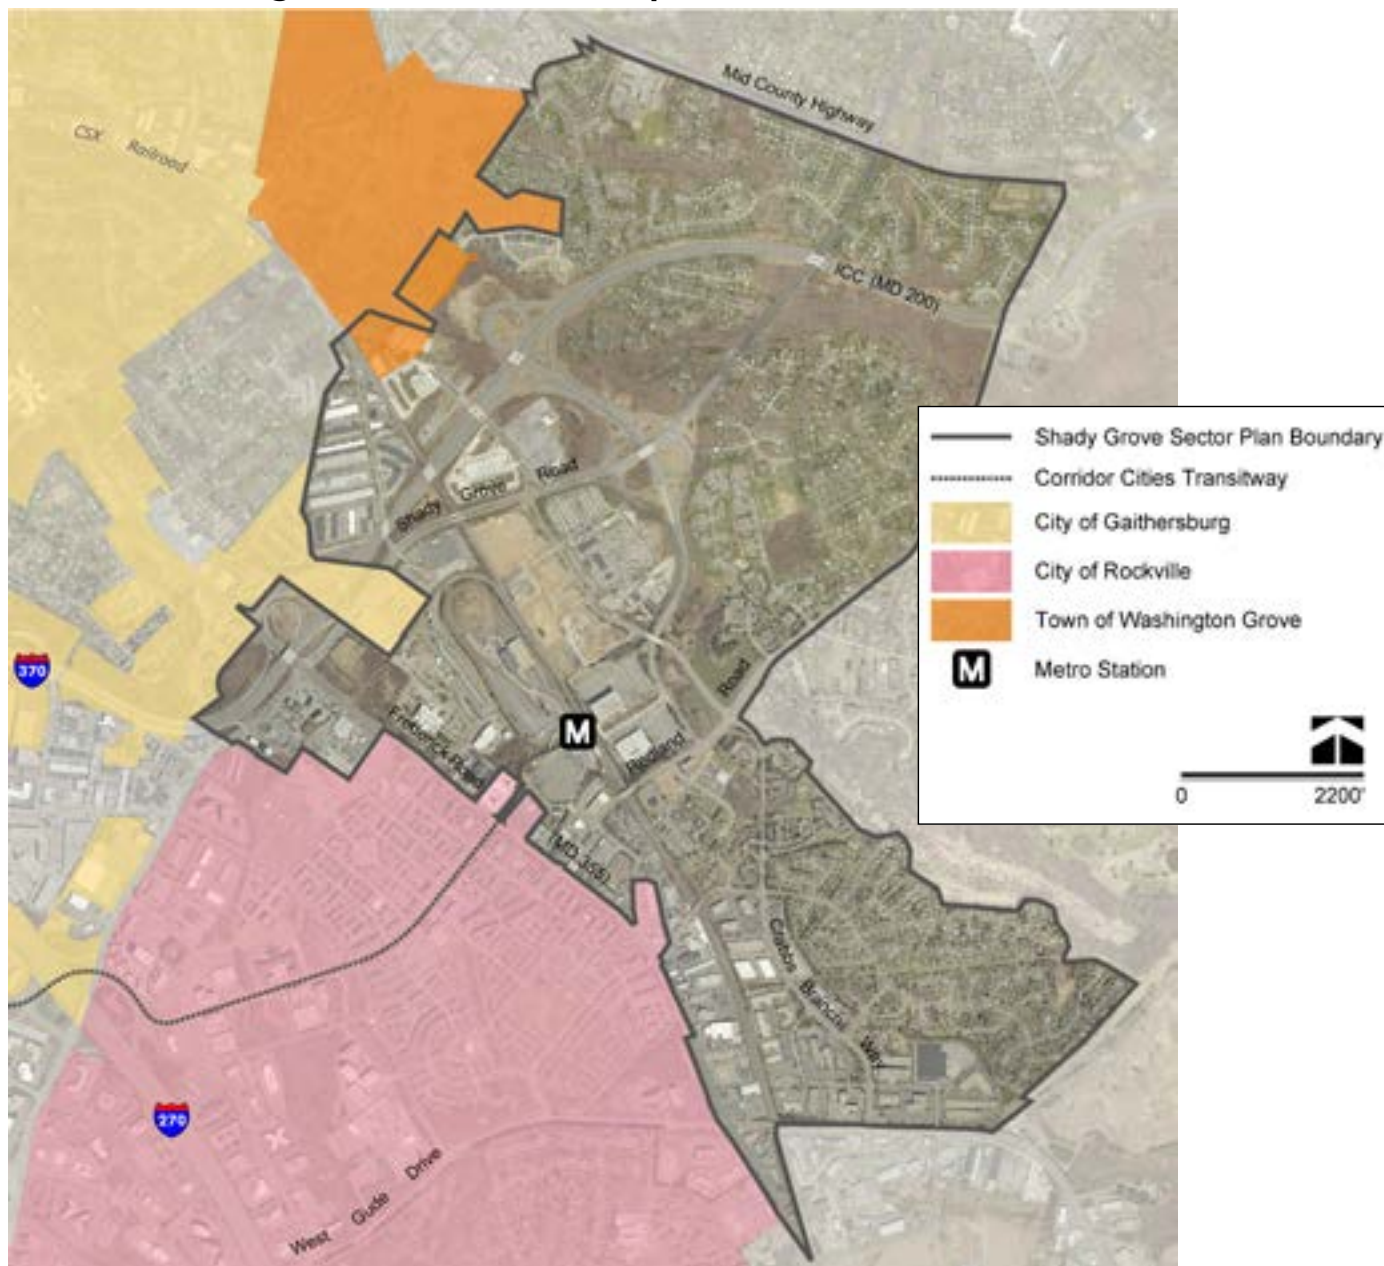 Mid County Highway
CSX Railroad
ICC (MD 200)
Shady Grove Road
370
Frederick Road
M
Redland Road
(MD 355)
Crabbs Branch Way
270
West Gude Drive
Shady Grove Sector Plan Boundary
Corridor Cities Transitway
City of Gaithersburg
City of Rockville
Town of Washington Grove
M Metro Station
0 2200'